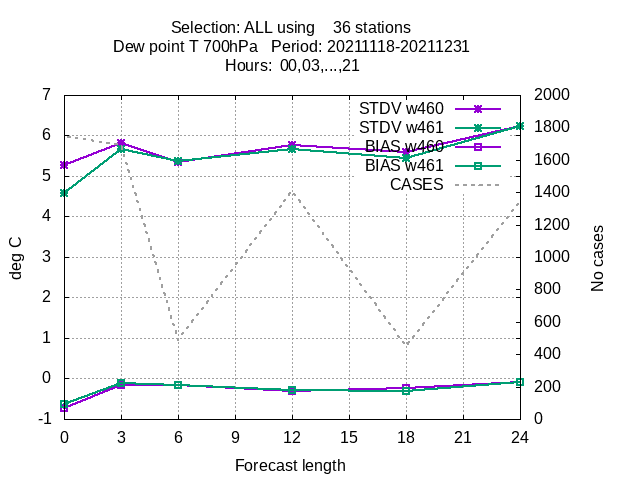 Selection: ALL using    36 stations
Dew point T 700hPa   Period: 20211118-20211231
Hours:  00,03,...,21
7
6
5
4
3
2
1
0
-1
deg C
2000
1800
1600
1400
1200
1000
800
600
400
200
0
No cases
STDV w460
STDV w461
BIAS w460
BIAS w461
CASES
0 3 6 9 12 15 18 21 24
Forecast length